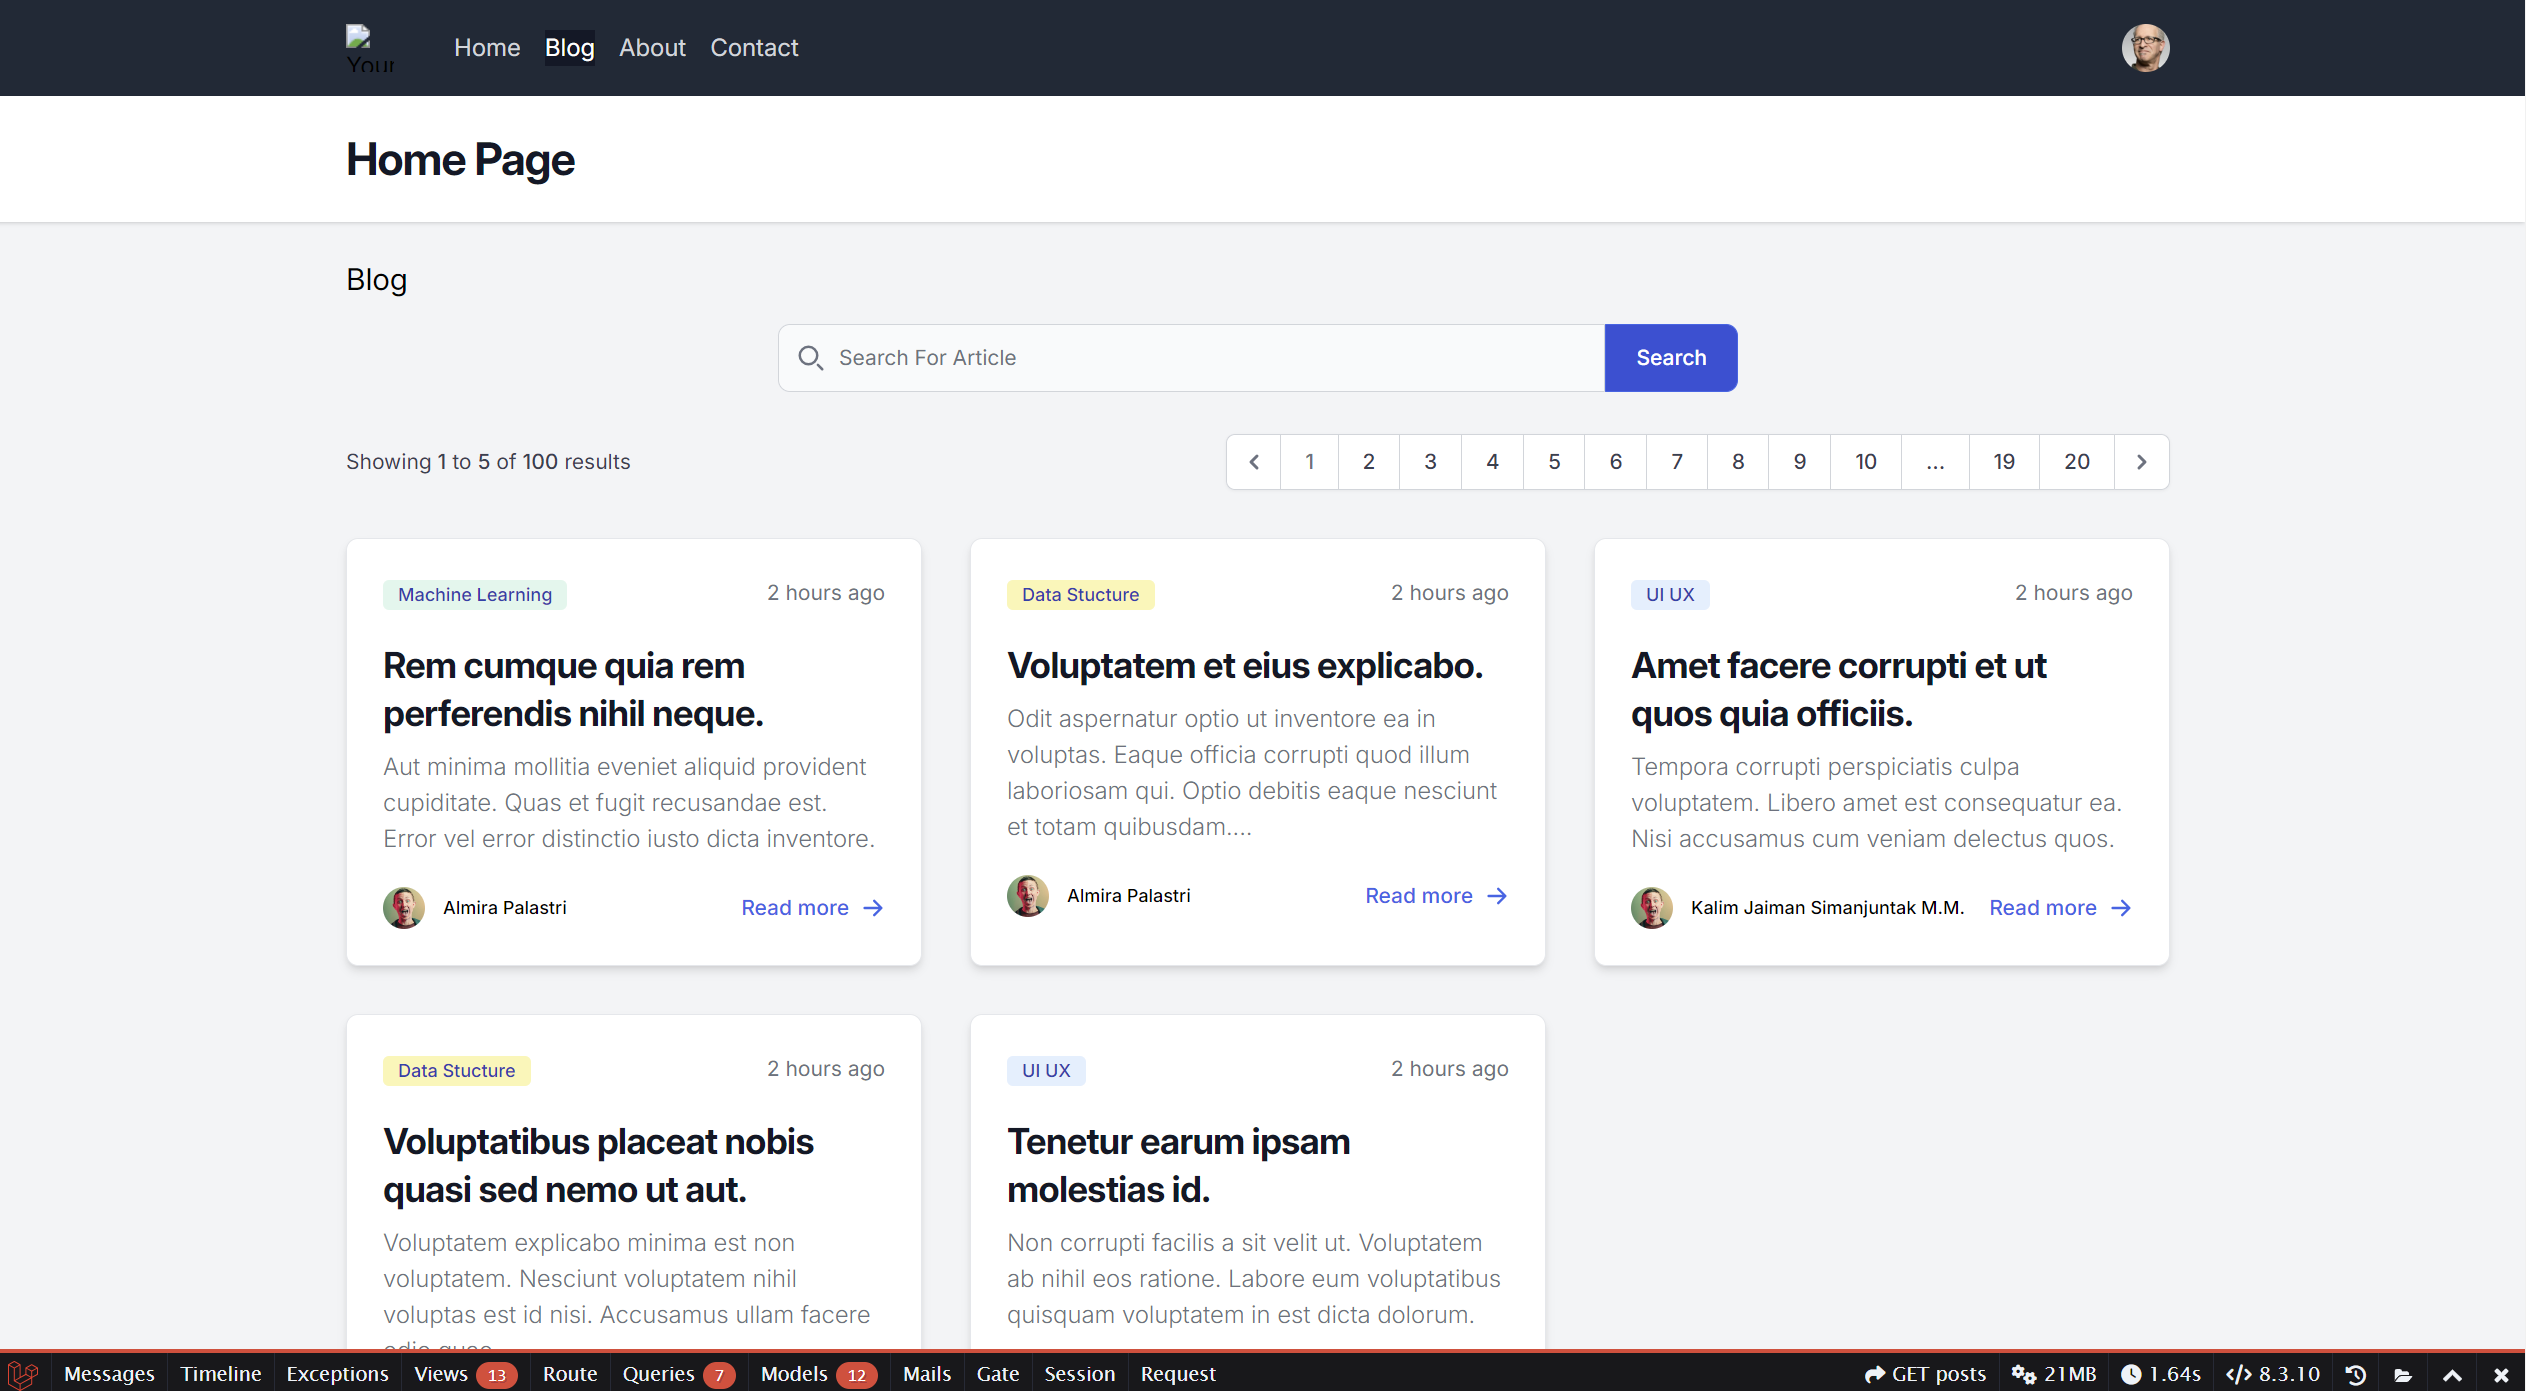 Your
Home Blog About Contact
Home Page
Blog
Search For Article Search
Showing 1 to 5 of 100 results
1 2 3 4 5 6 7 8 9 10 ... 19 20
Machine Learning 2 hours ago
Rem cumque quia rem
perferendis nihil neque.
Aut minima mollitia eveniet aliquid provident
cupiditate. Quas et fugit recusandae est.
Error vel error distinctio iusto dicta inventore.
Almira Palastri Read more
Data Stucture 2 hours ago
Voluptatem et eius explicabo.
Odit aspernatur optio ut inventore ea in
voluptas. Eaque officia corrupti quod illum
laboriosam qui. Optio debitis eaque nesciunt
et totam quibusdam....
Almira Palastri Read more
UI UX 2 hours ago
Amet facere corrupti et ut
quos quia officiis.
Tempora corrupti perspiciatis culpa
voluptatem. Libero amet est consequatur ea.
Nisi accusamus cum veniam delectus quos.
Kalim Jaiman Simanjuntak M.M. Read more
Data Stucture 2 hours ago
Voluptatibus placeat nobis
quasi sed nemo ut aut.
Voluptatem explicabo minima est non
voluptatem. Nesciunt voluptatem nihil
voluptas est id nisi. Accusamus ullam facere
UI UX 2 hours ago
Tenetur earum ipsam
molestias id.
Non corrupti facilis a sit velit ut. Voluptatem
ab nihil eos ratione. Labore eum voluptatibus
quisquam voluptatem in est dicta dolorum.
Messages Timeline Exceptions Views 13 Route Queries 7 Models 12 Mails Gate Session Request GET posts 21MB 1.64s 8.3.10